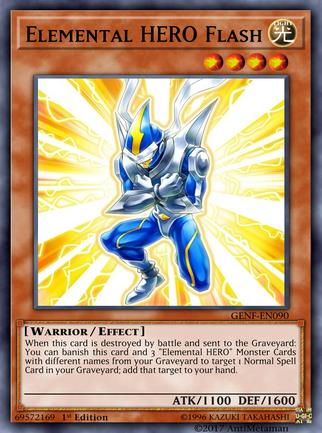 ELEMENTAL HERO FLASH
LIGHT
光
GENF-EN090
[WARRIOR / EFFECT]
When this card is destroyed by battle and sent to the Graveyard:
You can banish this card and 3 "Elemental HERO" Monster Cards
with different names from your Graveyard to target 1 Normal Spell
Card in your Graveyard; add that target to your hand.
ATK/1100 DEF/1600
69572169 1st Edition ©1996 KAZUKI TAKAHASHI
©2017 AntiMetaman